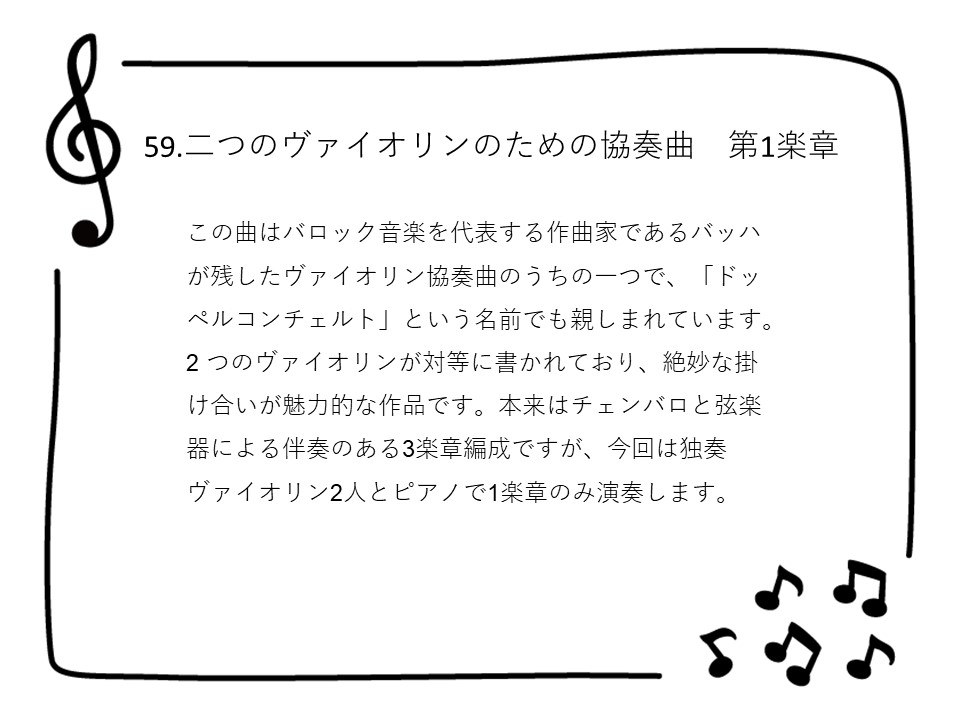 59.二つのヴァイオリンのための協奏曲　第1楽章
この曲はバロック音楽を代表する作曲家であるバッハ
が残したヴァイオリン協奏曲のうちの一つで、「ドッ
ペルコンチェルト」という名前でも親しまれています。
2 つのヴァイオリンが対等に書かれており、絶妙な掛
け合いが魅力的な作品です。本来はチェンバロと弦楽
器による伴奏のある3楽章編成ですが、今回は独奏
ヴァイオリン2人とピアノで1楽章のみ演奏します。